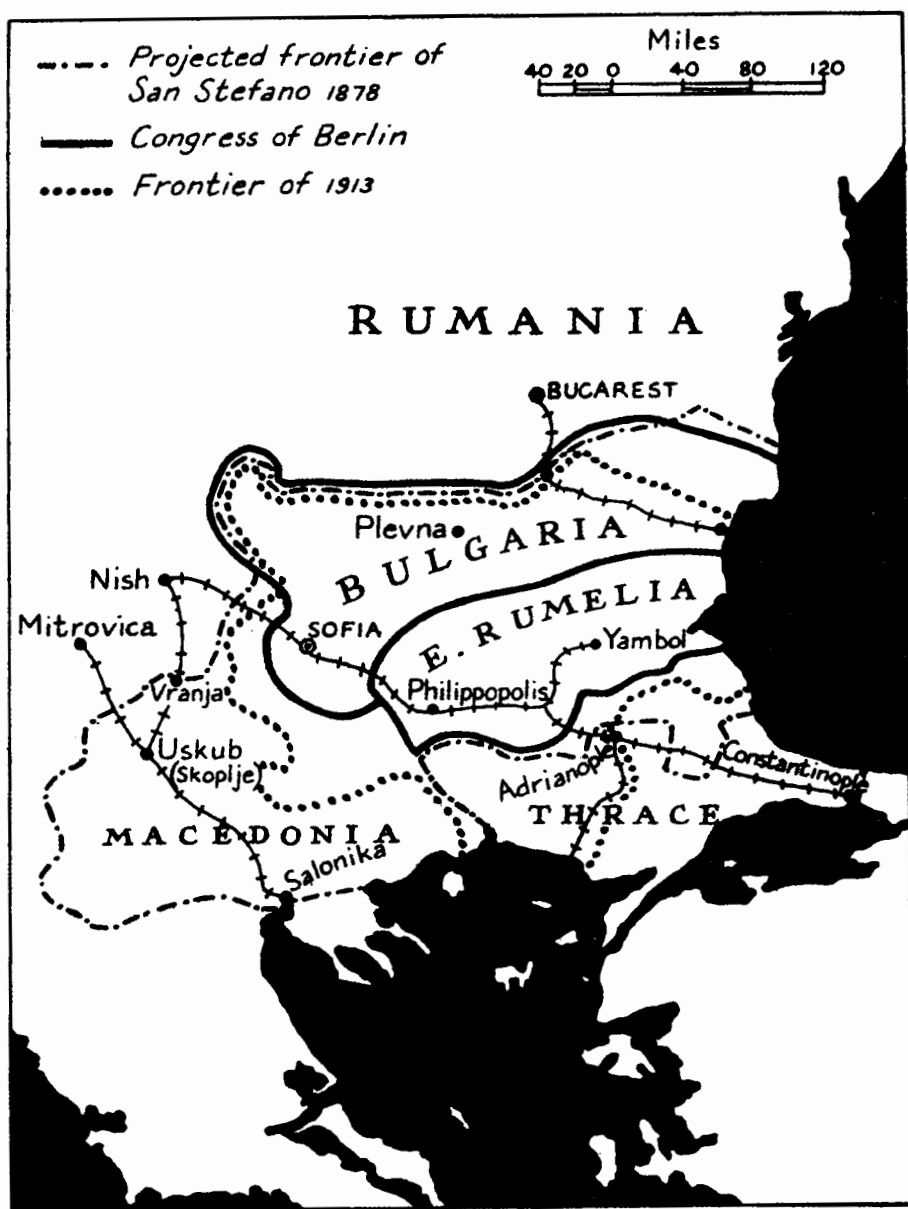 Projected frontier of
San Stefano 1878
Congress of Berlin
Frontier of 1913
Miles
40 20 0 40 80 120
RUMANIA
BUCAREST
Plevna
BULGARIA
Nish
Mitrovica
SOFIA
E. RUMELIA
Yambol
Vranja
Philippopolis
Uskub
(Skoplje)
Adrianople
Constantinople
THRACE
MACEDONIA
Salonika